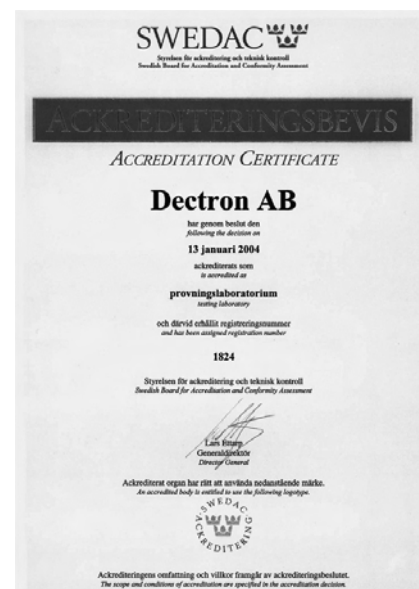 SWEDAC
Styrelsen för ackreditering och teknisk kontroll
Swedish Board for Accreditation and Conformity Assessment
ACKREDITERINGSBEVIS
ACCREDITATION CERTIFICATE
Dectron AB
har genom beslut den
following the decision on
13 januari 2004
ackrediterats som
is accredited as
provningslaboratorium
testing laboratory
och därvid erhållit registreringsnummer
and has been assigned registration number
1824
Styrelsen för ackreditering och teknisk kontroll
Swedish Board for Accreditation and Conformity Assessment
Lars Ettarp
Generaldirektör
Director General
Ackrediterat organ har rätt att använda nedanstående märke.
An accredited body is entitled to use the following logotype.
SWEDAC
ACKREDITERING
Ackrediteringens omfattning och villkor framgår av ackrediteringsbeslutet.
The scope and conditions of accreditation are specified in the accreditation decision.